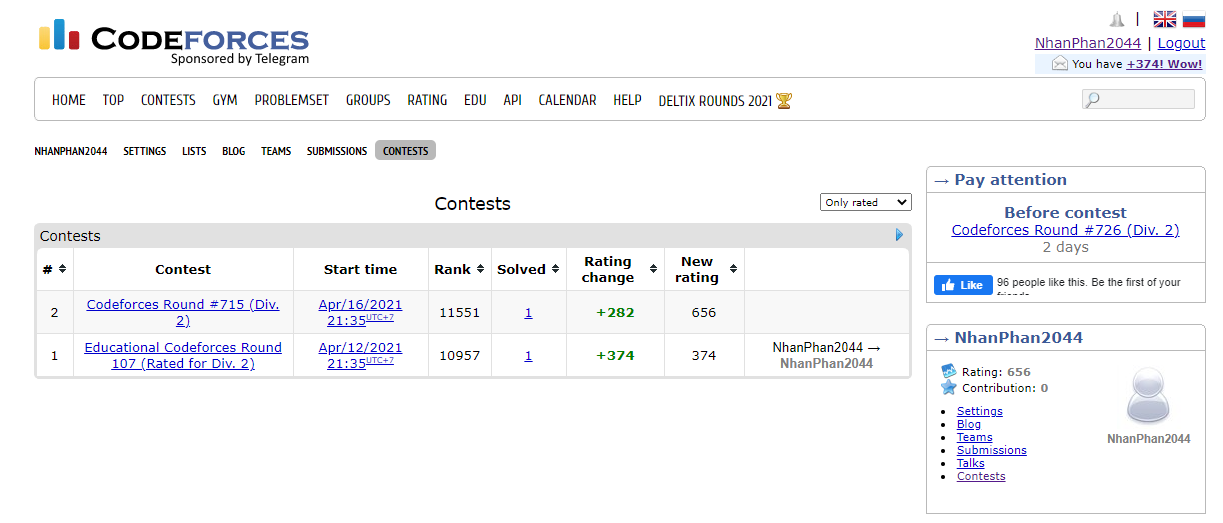 CODEFORCES
Sponsored by Telegram
|
NhanPhan2044 | Logout
You have +374! Wow!
HOME TOP CONTESTS GYM PROBLEMSET GROUPS RATING EDU API CALENDAR HELP DELTIX ROUNDS 2021
NHANPHAN2044 SETTINGS LISTS BLOG TEAMS SUBMISSIONS CONTESTS
Contests
Only rated
Contests
# Contest Start time Rank Solved Rating change New rating
2 Codeforces Round #715 (Div. 2) Apr/16/2021 21:35UTC+7 11551 1 +282 656
1 Educational Codeforces Round 107 (Rated for Div. 2) Apr/12/2021 21:35UTC+7 10957 1 +374 374 NhanPhan2044 → NhanPhan2044
→ Pay attention
Before contest
Codeforces Round #726 (Div. 2)
2 days
Like 96 people like this. Be the first of your
friends.
→ NhanPhan2044
Rating: 656
Contribution: 0
Settings
Blog
Teams
Submissions
Talks
Contests
NhanPhan2044